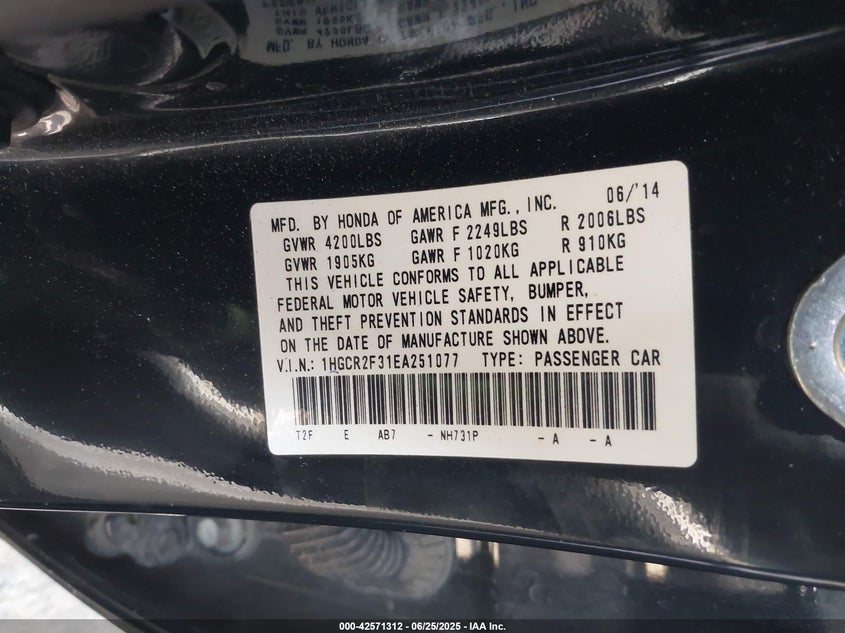 MFD. BY HONDA OF AMERICA MFG., INC. 06/'14
GVWR 4200LBS GAWR F 2249LBS R 2006LBS
GVWR 1905KG GAWR F 1020KG R 910KG
THIS VEHICLE CONFORMS TO ALL APPLICABLE
FEDERAL MOTOR VEHICLE SAFETY, BUMPER,
AND THEFT PREVENTION STANDARDS IN EFFECT
ON THE DATE OF MANUFACTURE SHOWN ABOVE.
V.I.N.: 1HGCR2F31EA251077 TYPE: PASSENGER CAR
T2F E AB7 - NH731P - A - A
000-42571312 / 06/25/2025 - IAA Inc.